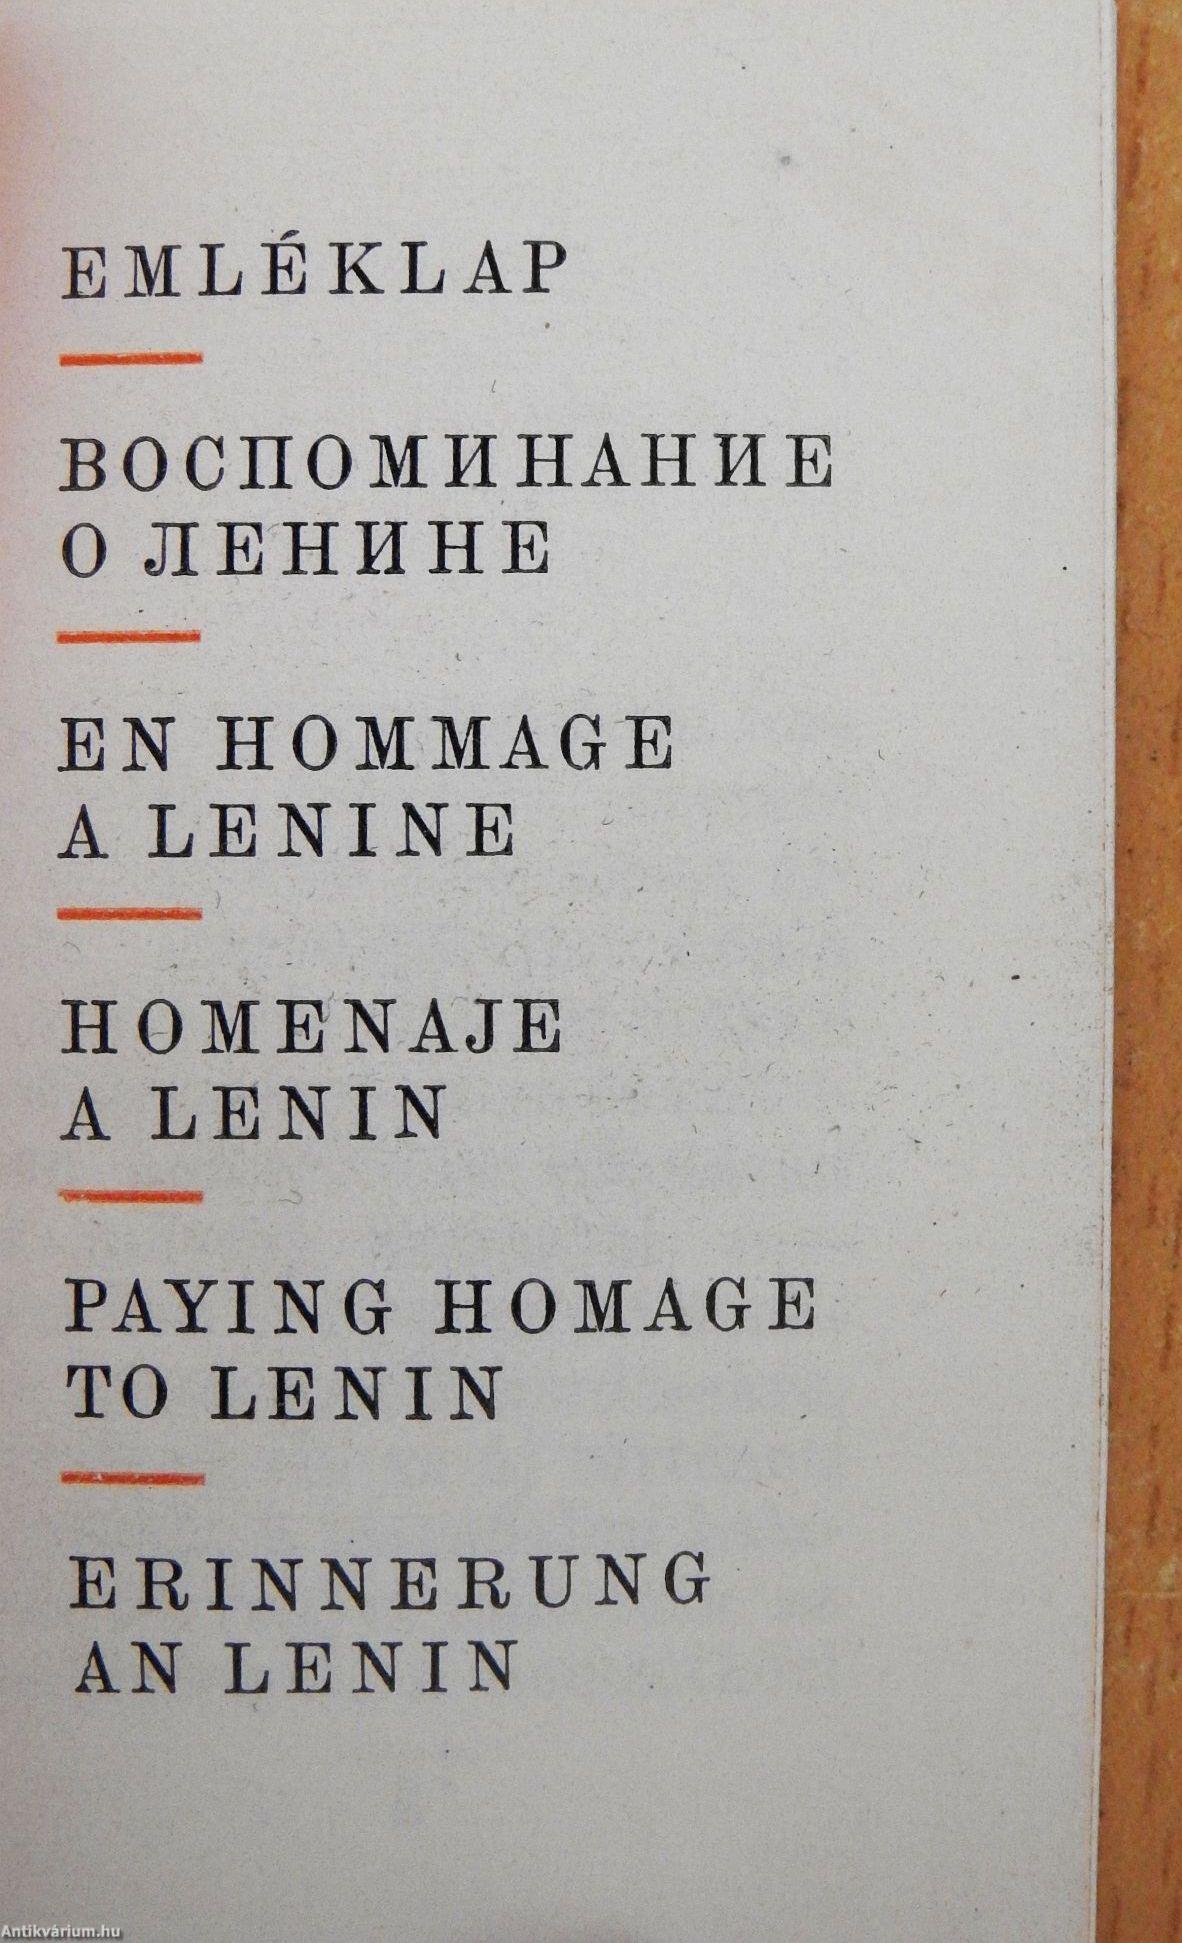 EMLÉKLAP
ВОСПОМИНАНИЕ
О ЛЕНИНЕ
EN HOMMAGE
A LENINE
HOMENAJE
A LENIN
PAYING HOMAGE
TO LENIN
ERINNERUNG
AN LENIN
Antikvárium.hu